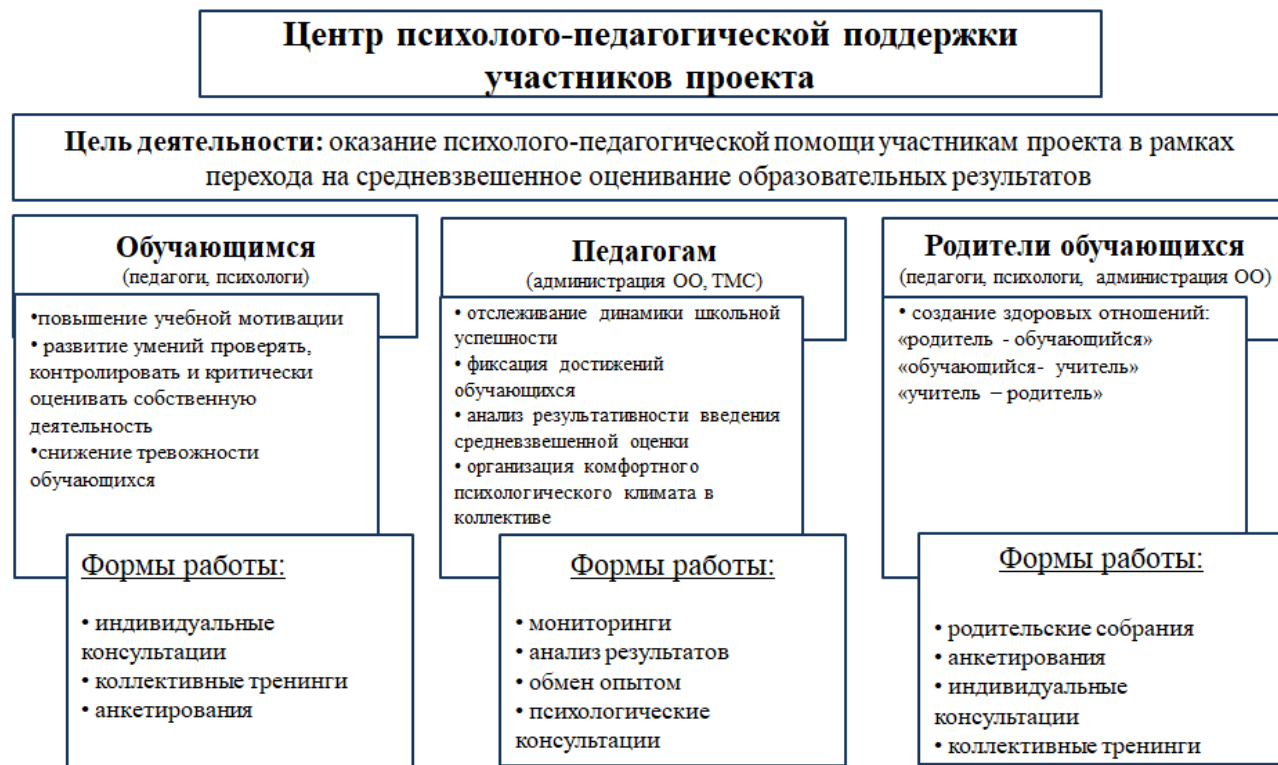 Центр психолого-педагогической поддержки
участников проекта
Цель деятельности: оказание психолого-педагогической помощи участникам проекта в рамках
перехода на средневзвешенное оценивание образовательных результатов
Обучающимся
(педагоги, психологи)
•повышение учебной мотивации
• развитие умений проверять,
контролировать и критически
оценивать собственную
деятельность
•снижение тревожности
обучающихся
Формы работы:
• индивидуальные
консультации
• коллективные тренинги
• анкетирования
Педагогам
(администрация ОО, ТМС)
• отслеживание динамики школьной
успешности
• фиксация достижений
обучающихся
• анализ результативности введения
средневзвешенной оценки
• организация комфортного
психологического климата в
коллективе
Формы работы:
• мониторинги
• анализ результатов
• обмен опытом
• психологические
консультации
Родители обучающихся
(педагоги, психологи, администрация ОО)
• создание здоровых отношений:
«родитель - обучающийся»
«обучающийся- учитель»
«учитель – родитель»
Формы работы:
• родительские собрания
• анкетирования
• индивидуальные
консультации
• коллективные тренинги